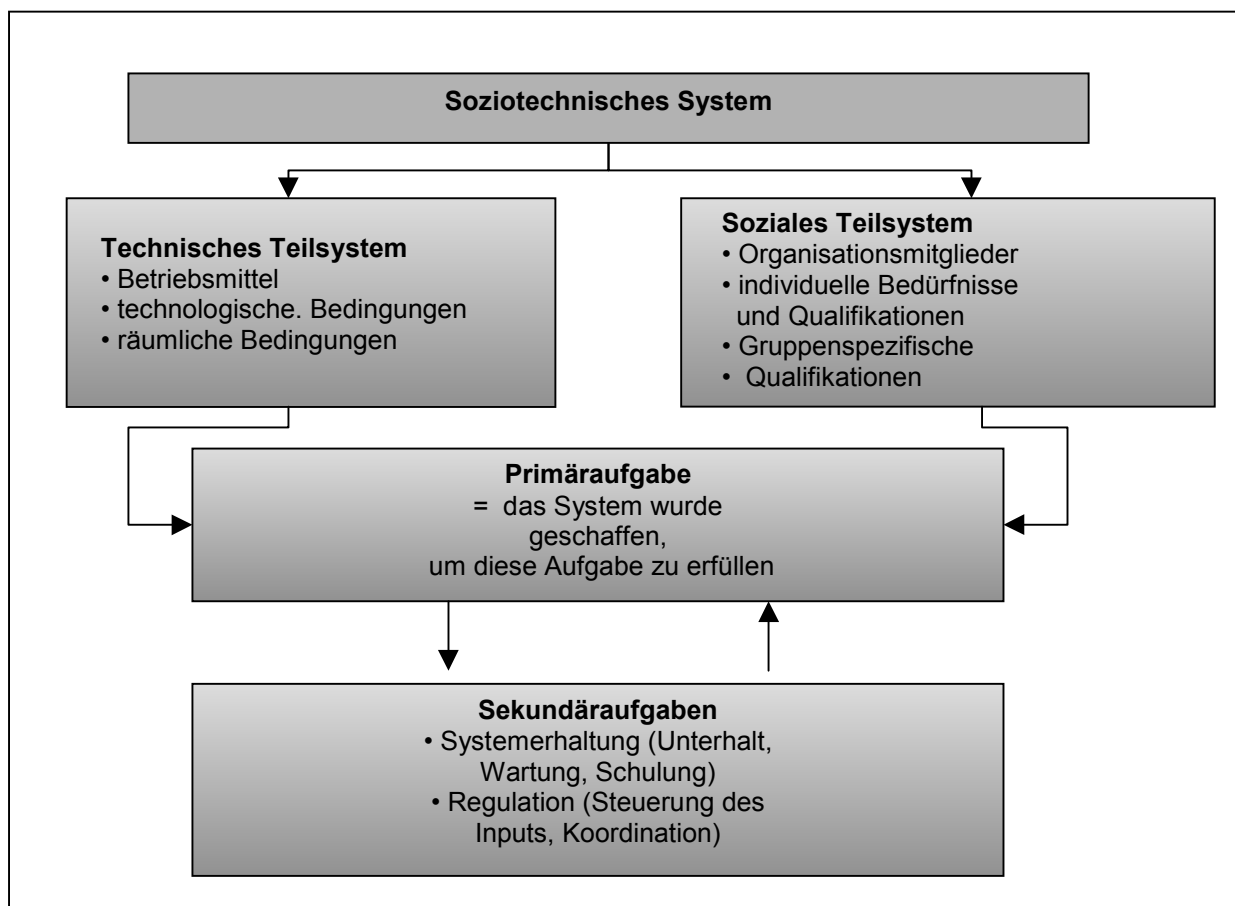 Soziotechnisches System
Technisches Teilsystem
• Betriebsmittel
• technologische. Bedingungen
• räumliche Bedingungen
Soziales Teilsystem
• Organisationsmitglieder
• individuelle Bedürfnisse
und Qualifikationen
• Gruppenspezifische
• Qualifikationen
Primäraufgabe
= das System wurde
geschaffen,
um diese Aufgabe zu erfüllen
Sekundäraufgaben
• Systemerhaltung (Unterhalt,
Wartung, Schulung)
• Regulation (Steuerung des
Inputs, Koordination)